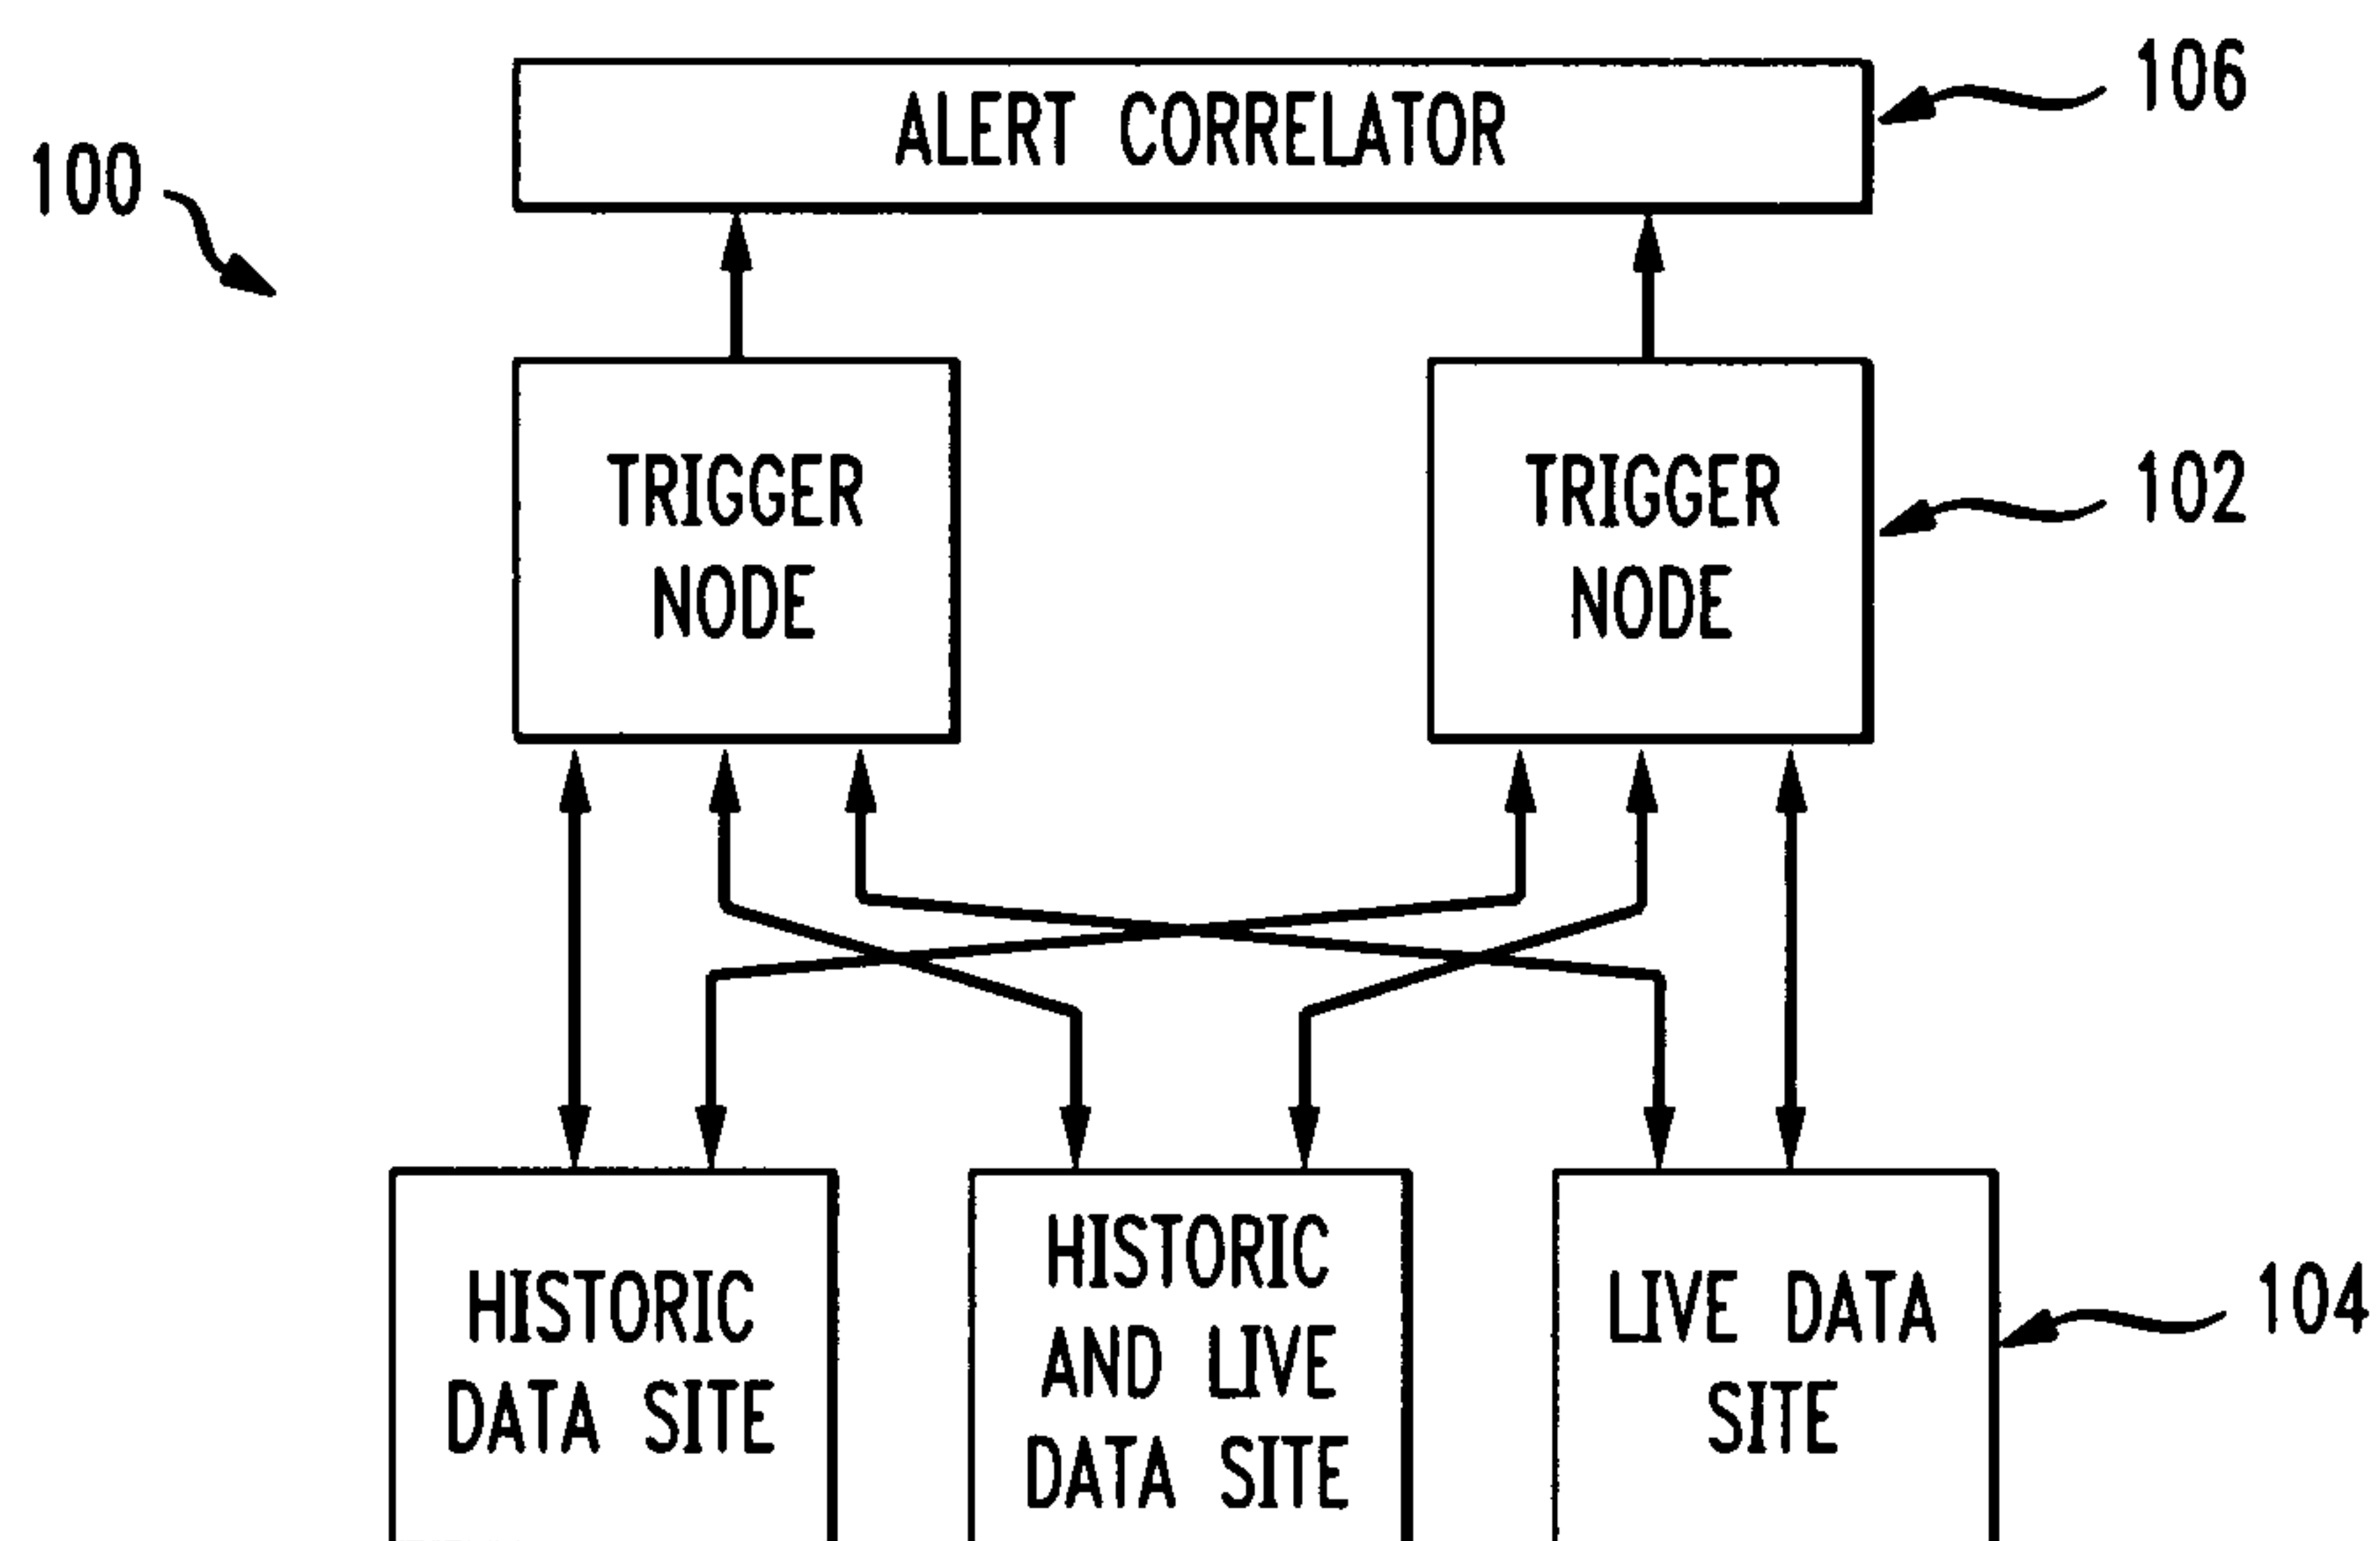 106
ALERT CORRELATOR
100
TRIGGER
NODE
TRIGGER
NODE
102
HISTORIC
DATA SITE
HISTORIC
AND LIVE
DATA SITE
LIVE DATA
SITE
104